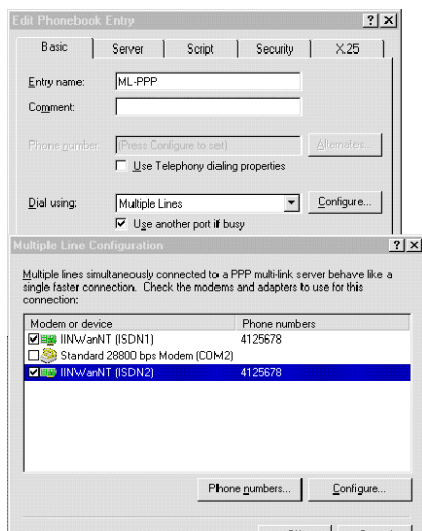 Edit Phonebook Entry
Basic Server Script Security X.25
Entry name: ML-PPP
Comment:
Phone number: (Press Configure to set) Alternates...
Use Telephony dialing properties
Dial using: Multiple Lines Configure...
Use another port if busy
Multiple Line Configuration
Multiple lines simultaneously connected to a PPP multi-link server behave like a
single faster connection. Check the modems and adapters to use for this
connection:
Modem or device Phone numbers
IINWanNT (ISDN1) 4125678
Standard 28800 bps Modem (COM2)
IINWanNT (ISDN2) 4125678
Phone numbers... Configure...